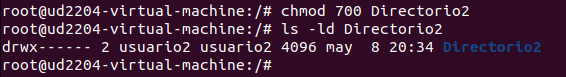 root@ud2204-virtual-machine:/# chmod 700 Directorio2
root@ud2204-virtual-machine:/# ls -ld Directorio2
drwx------ 2 usuario2 usuario2 4096 may  8 20:34 Directorio2
root@ud2204-virtual-machine:/#